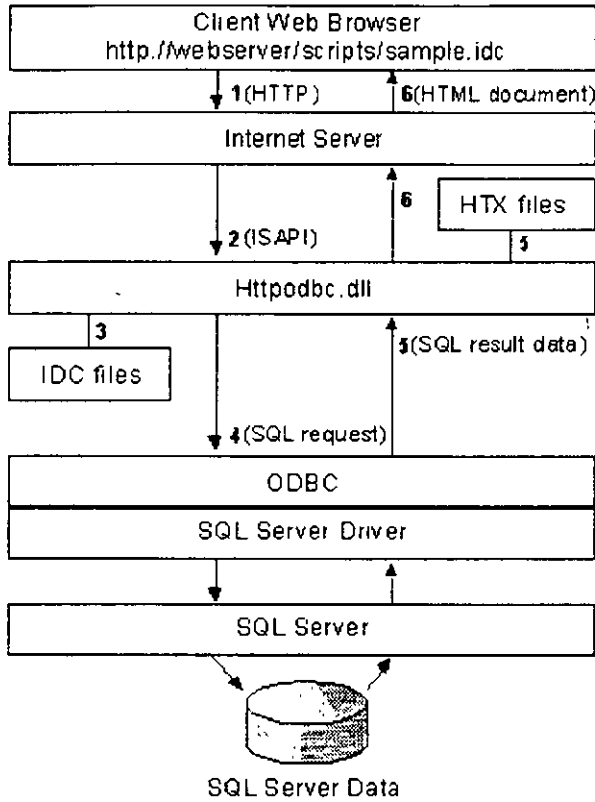 Client Web Browser
http://webserver/scripts/sample.idc
1(HTTP) 6(HTML document)
Internet Server
6
HTX files
2(ISAPI) 5
Httpodbc.dll
3
5(SQL result data)
IDC files
4(SQL request)
ODBC
SQL Server Driver
SQL Server
SQL Server Data